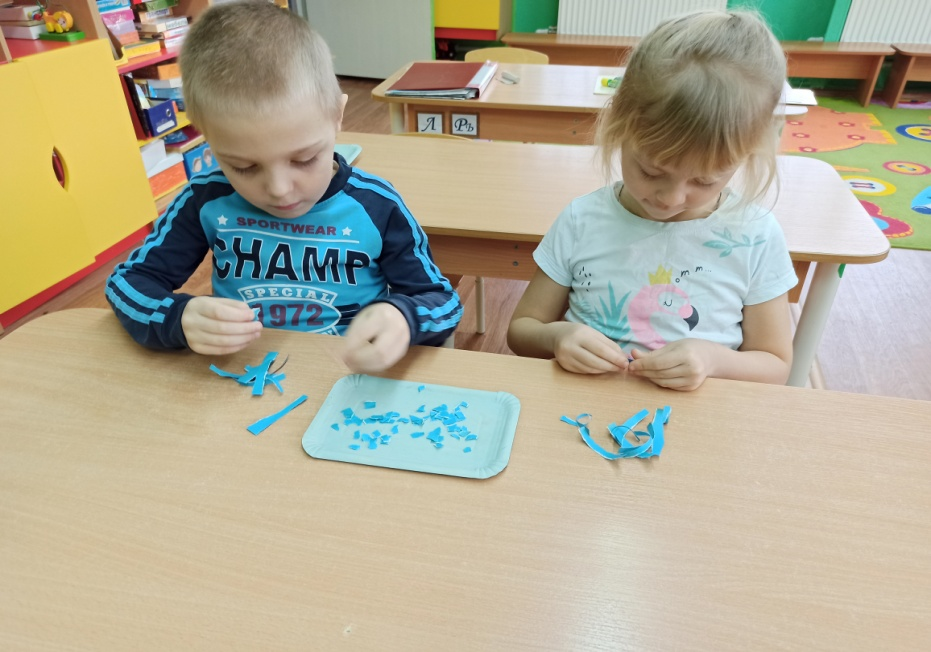 Л Рь
SPORTWEAR
CHAMP
SPECIAL
1972
o m m...